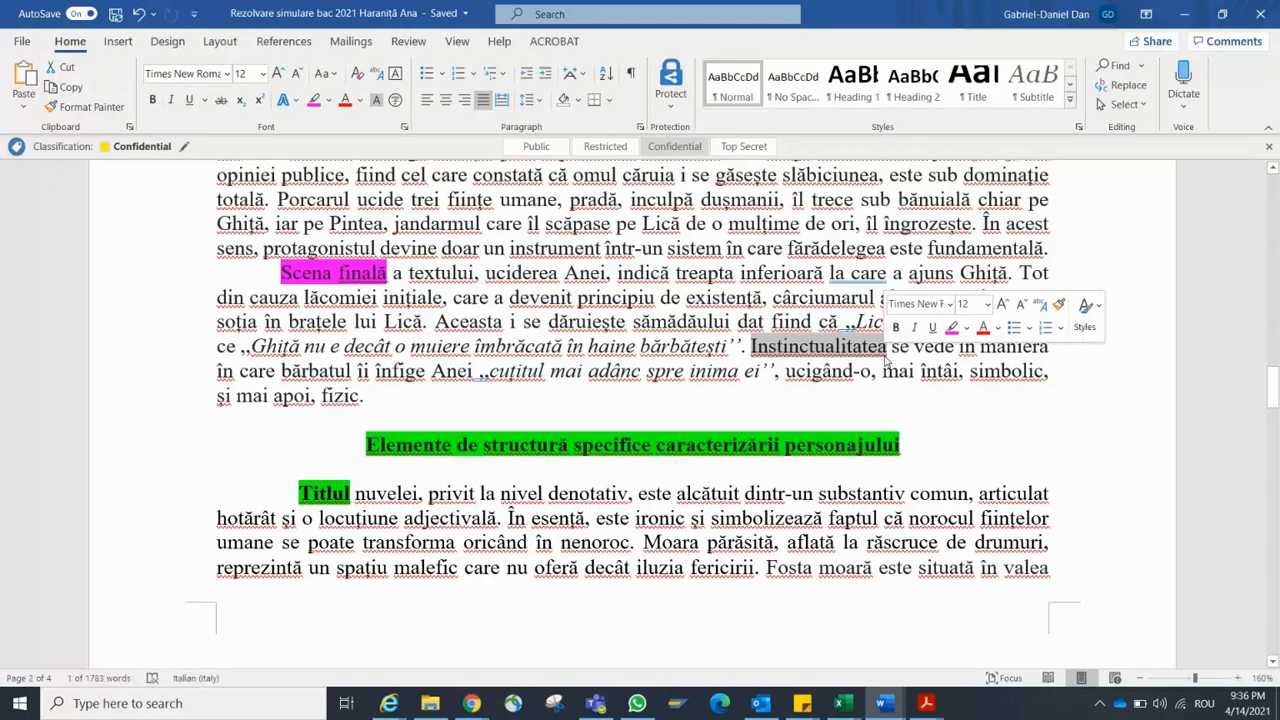 AutoSave On Rezolvare simulare bac 2021 Haraniță Ana - Saved Search Gabriel-Daniel Dan GD
File Home Insert Design Layout References Mailings Review View Help ACROBAT Share Comments
Paste Cut Copy Format Painter Clipboard
Times New Roma 12 Font
Paragraph
Protect Protection
AaBbCcDd AaBbCcDd AaBb( AaBbCc AaB AaBbCcD
¶ Normal ¶ No Spac... ¶ Heading 1 ¶ Heading 2 ¶ Title ¶ Subtitle
Styles
Find Replace Select Editing
Dictate Voice
Classification: Confidential Public Restricted Confidential Top Secret
opiniei publice, fiind cel care constată că omul căruia i se găsește slăbiciunea, este sub dominație
totală. Porcarul ucide trei ființe umane, pradă, inculpă dușmanii, îl trece sub bănuială chiar pe
Ghiță, iar pe Pintea, jandarmul care îl scăpase pe Lică de o mulțime de ori, îl îngrozește. În acest
sens, protagonistul devine doar un instrument într-un sistem în care fărădelegea este fundamentală.
Scena finală a textului, uciderea Anei, indică treapta inferioară la care a ajuns Ghiță. Tot
din cauza lăcomiei inițiale, care a devenit principiu de existență, cârciumarul
soția în brațele lui Lică. Aceasta i se dăruiește sămădăului dat fiind că „Lic
ce „Ghiță nu e decât o muiere îmbrăcată în haine bărbătești’’. Instinctualitatea se vede în maniera
în care bărbatul îi înfige Anei „cuțitul mai adânc spre inima ei’’, ucigând-o, mai întâi, simbolic,
și mai apoi, fizic.
Times New F 12 Styles
Elemente de structură specifice caracterizării personajului
Titlul nuvelei, privit la nivel denotativ, este alcătuit dintr-un substantiv comun, articulat
hotărât și o locuțiune adjectivală. În esență, este ironic și simbolizează faptul că norocul ființelor
umane se poate transforma oricând în nenoroc. Moara părăsită, aflată la răscruce de drumuri,
reprezintă un spațiu malefic care nu oferă decât iluzia fericirii. Fosta moară este situată în valea
Page 2 of 4 1 of 1783 words Italian (Italy) Focus 160%
Type here to search ROU 9:36 PM
4/14/2021